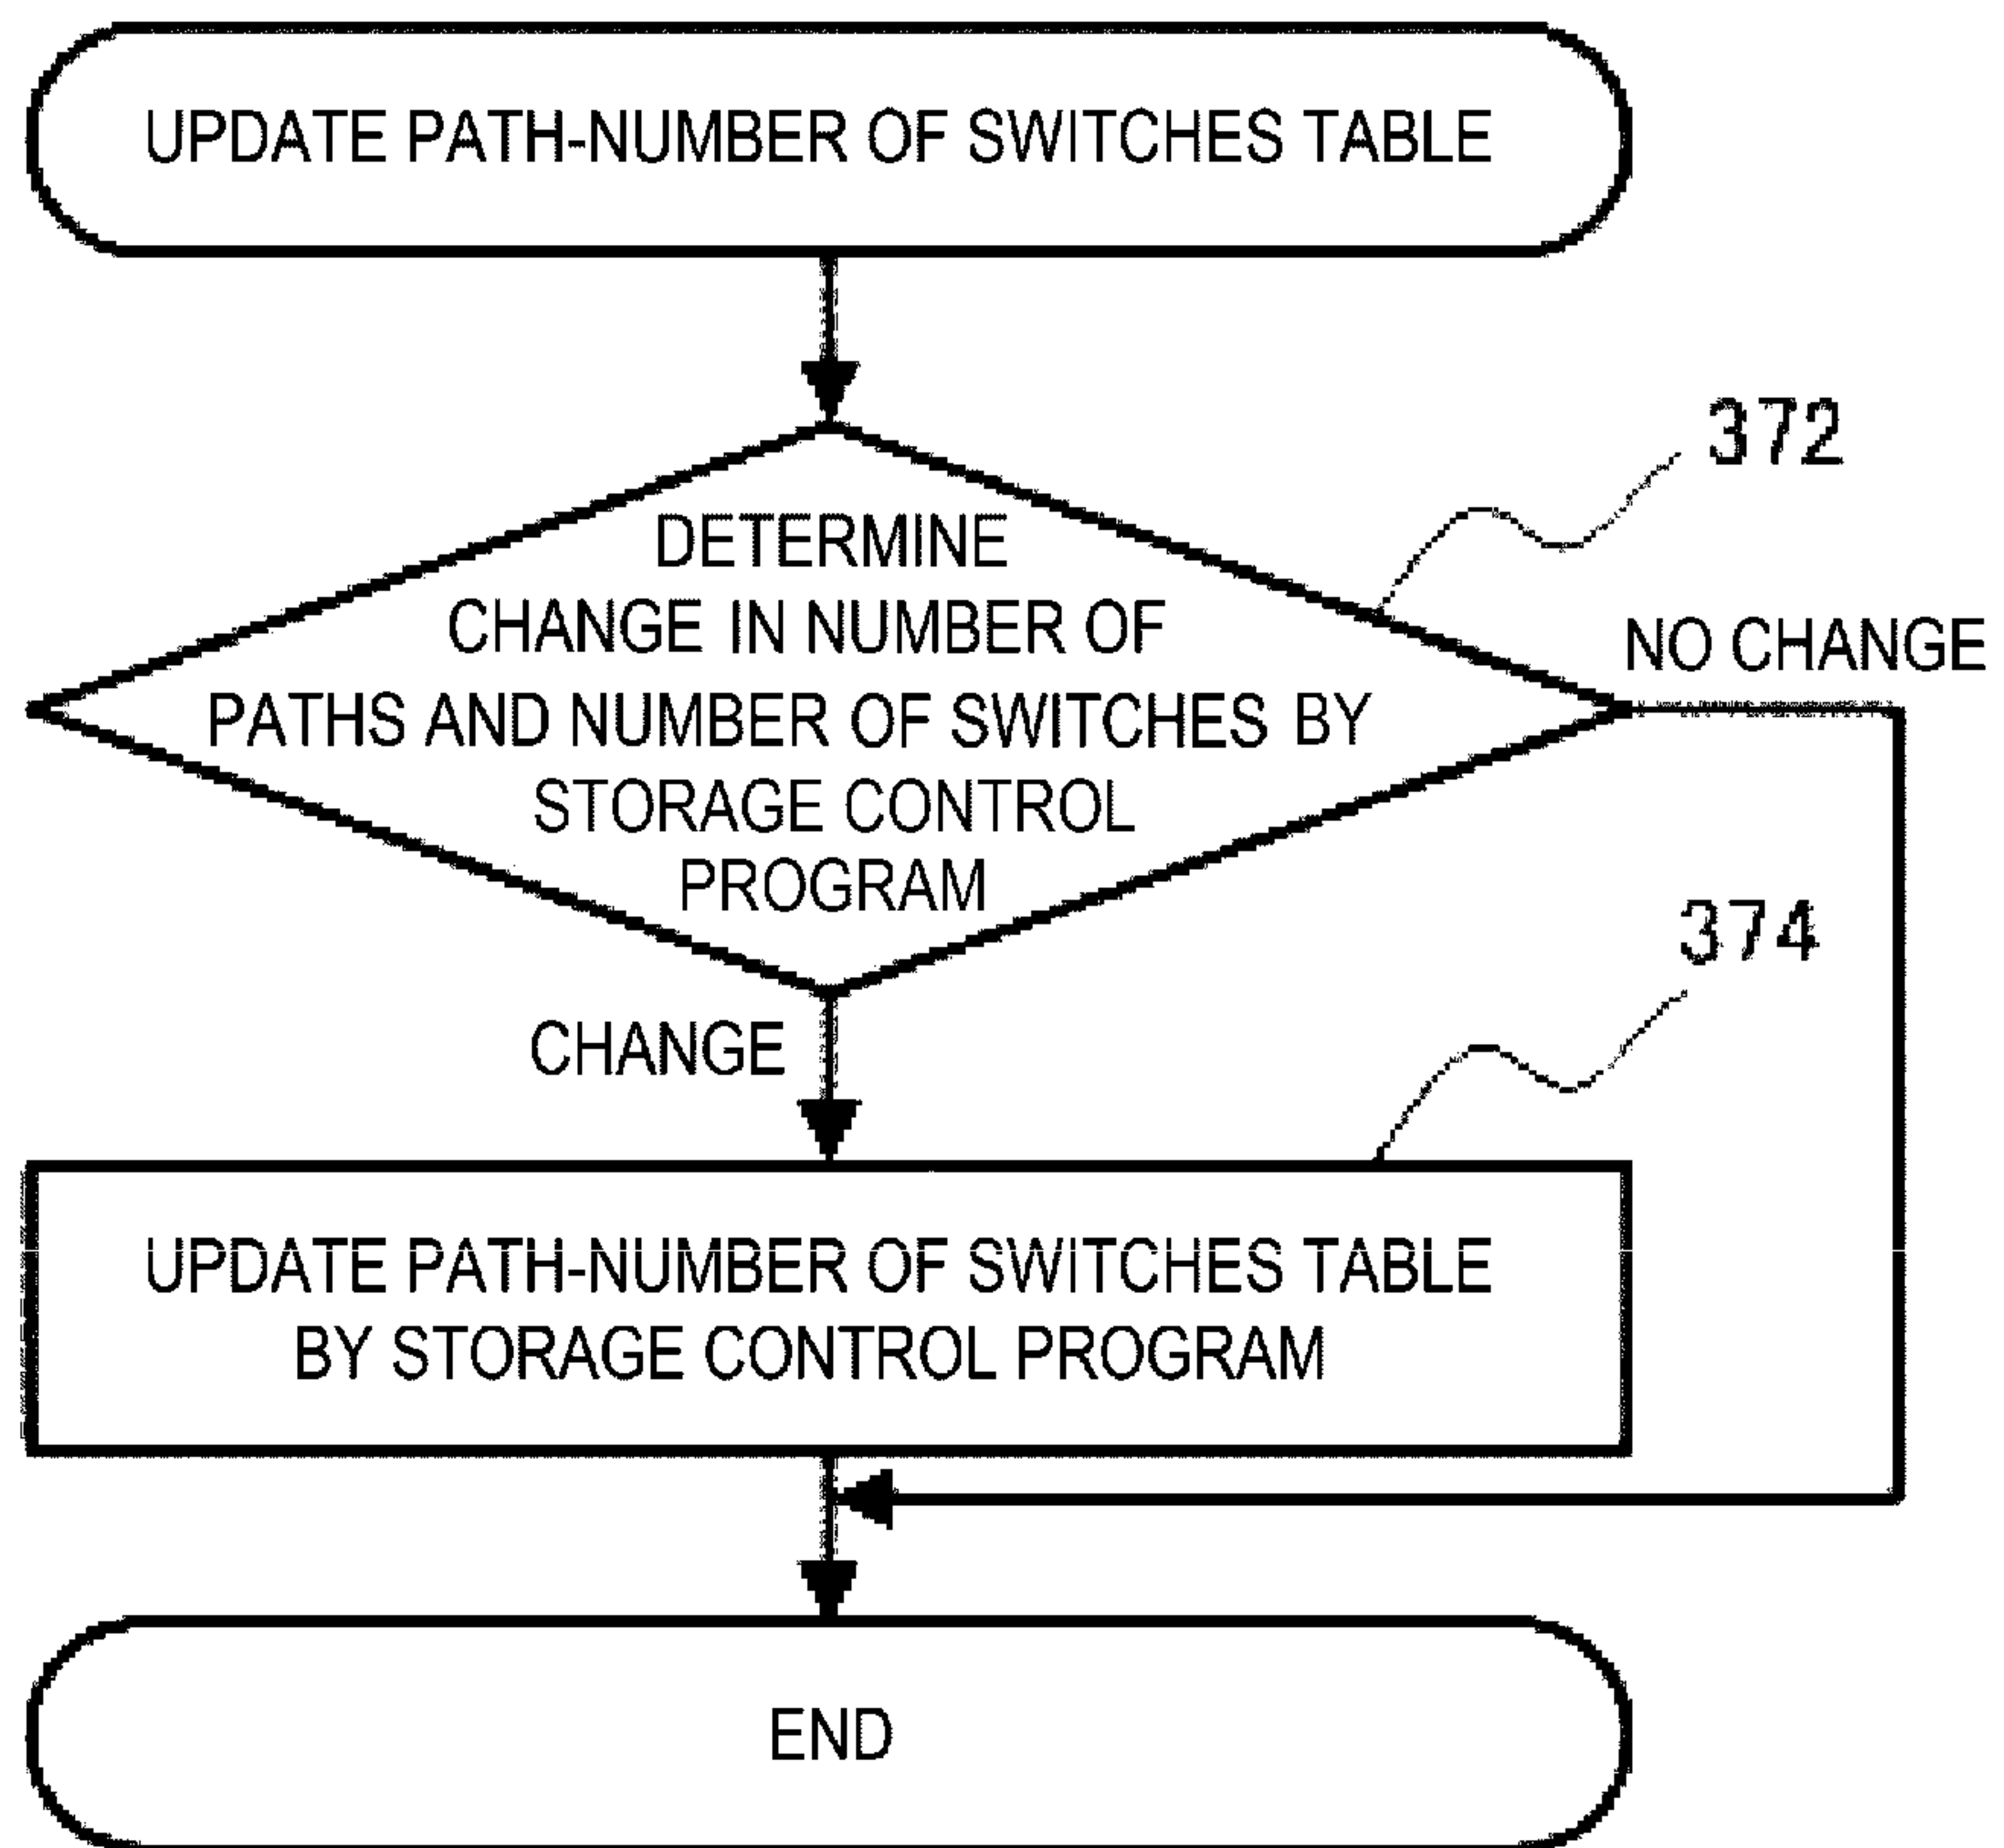 UPDATE PATH-NUMBER OF SWITCHES TABLE
372
DETERMINE
CHANGE IN NUMBER OF
PATHS AND NUMBER OF SWITCHES BY
STORAGE CONTROL
PROGRAM
NO CHANGE
374
CHANGE
UPDATE PATH-NUMBER OF SWITCHES TABLE
BY STORAGE CONTROL PROGRAM
END